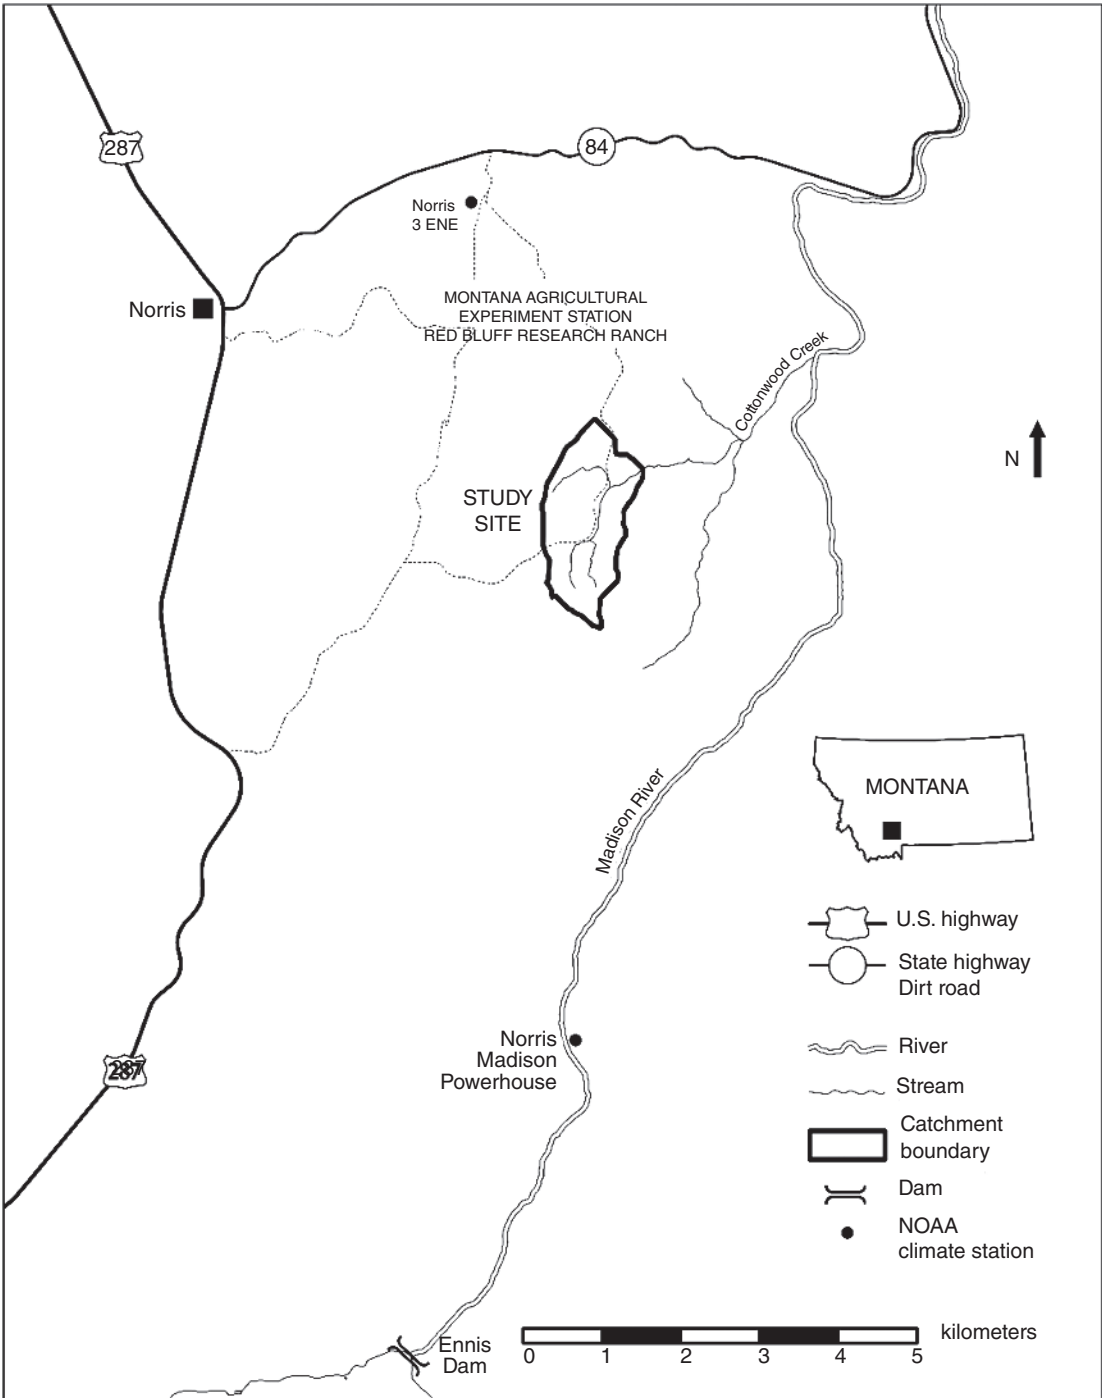 287
84
Norris
3 ENE
Norris
MONTANA AGRICULTURAL
EXPERIMENT STATION
RED BLUFF RESEARCH RANCH
Cottonwood Creek
N
STUDY
SITE
MONTANA
Madison River
U.S. highway
State highway
Dirt road
Norris
Madison
Powerhouse
287
River
Stream
Catchment
boundary
Dam
NOAA
climate station
Ennis
Dam
kilometers
0 1 2 3 4 5